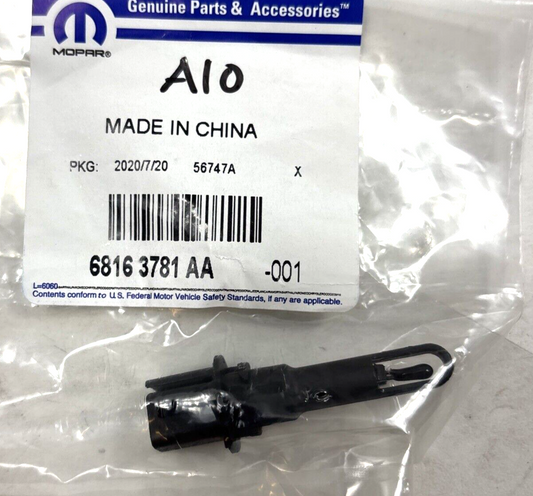 Genuine Parts & Accessories™
MOPAR®
A10
MADE IN CHINA
PKG: 2020/7/20 56747A X
6816 3781 AA -001
L=6060
Contents conform to U.S. Federal Motor Vehicle Safety Standards, if any are applicable.